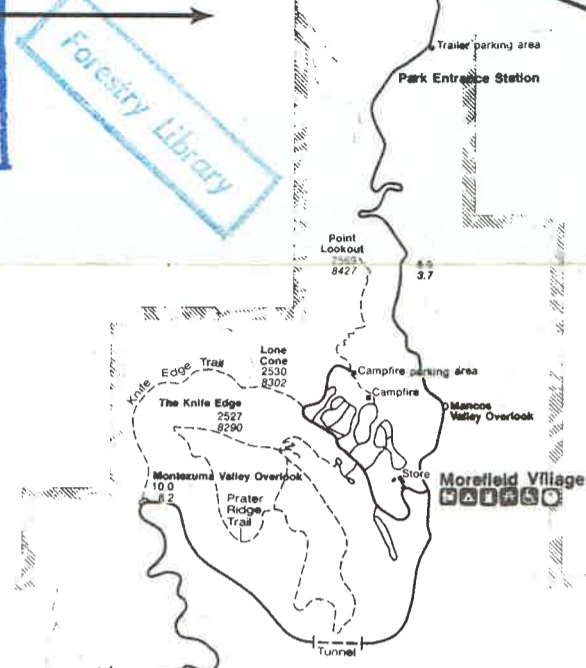 Forestry Library
Trailer parking area
Park Entrance Station
Point
Lookout
2569
8427
3.7
Lone
Cone
2530
8302
Knife Edge Trail
Campfire parking area
Campfire
The Knife Edge
2527
8290
Mancos
Valley Overlook
Montezuma Valley Overlook
10.0
6.2
Store
Morefield Village
Prater
Ridge
Trail
Tunnel